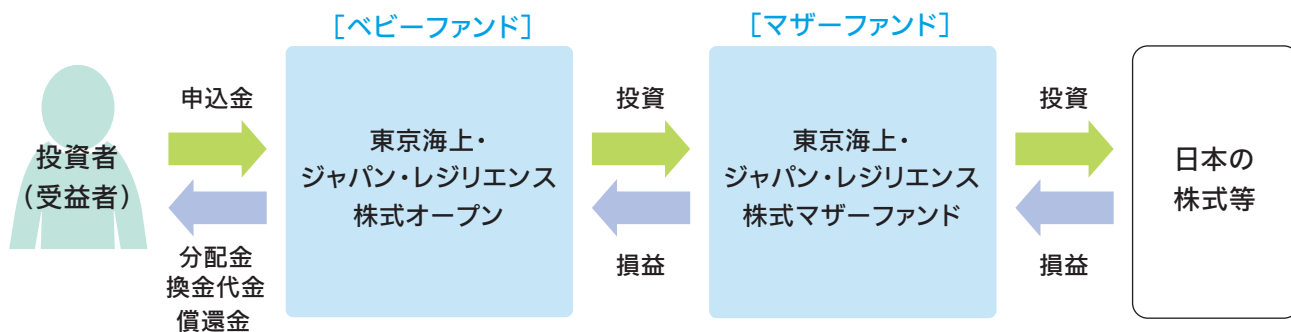 [ベビーファンド]
[マザーファンド]
投資者
(受益者)
申込金
分配金
換金代金
償還金
東京海上・
ジャパン・レジリエンス
株式オープン
投資
損益
東京海上・
ジャパン・レジリエンス
株式マザーファンド
投資
損益
日本の
株式等